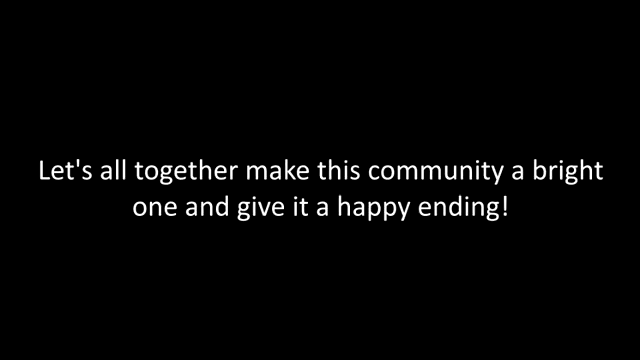 Let's all together make this community a bright
one and give it a happy ending!